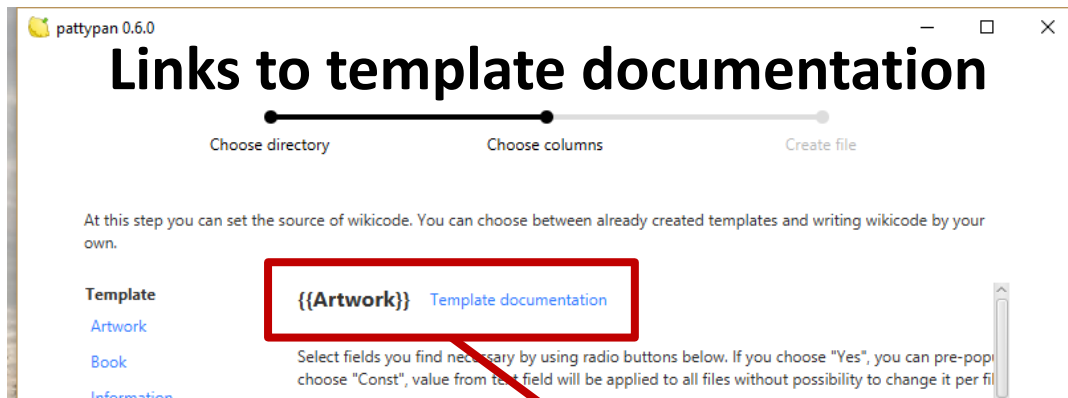 pattypan 0.6.0
Links to template documentation
Choose directory
Choose columns
Create file
At this step you can set the source of wikicode. You can choose between already created templates and writing wikicode by your
own.
Template
{{Artwork}} Template documentation
Artwork
Book
Select fields you find necessary by using radio buttons below. If you choose "Yes", you can
choose "Const", value from text field will be applied to all files without possibility to change it per
Information